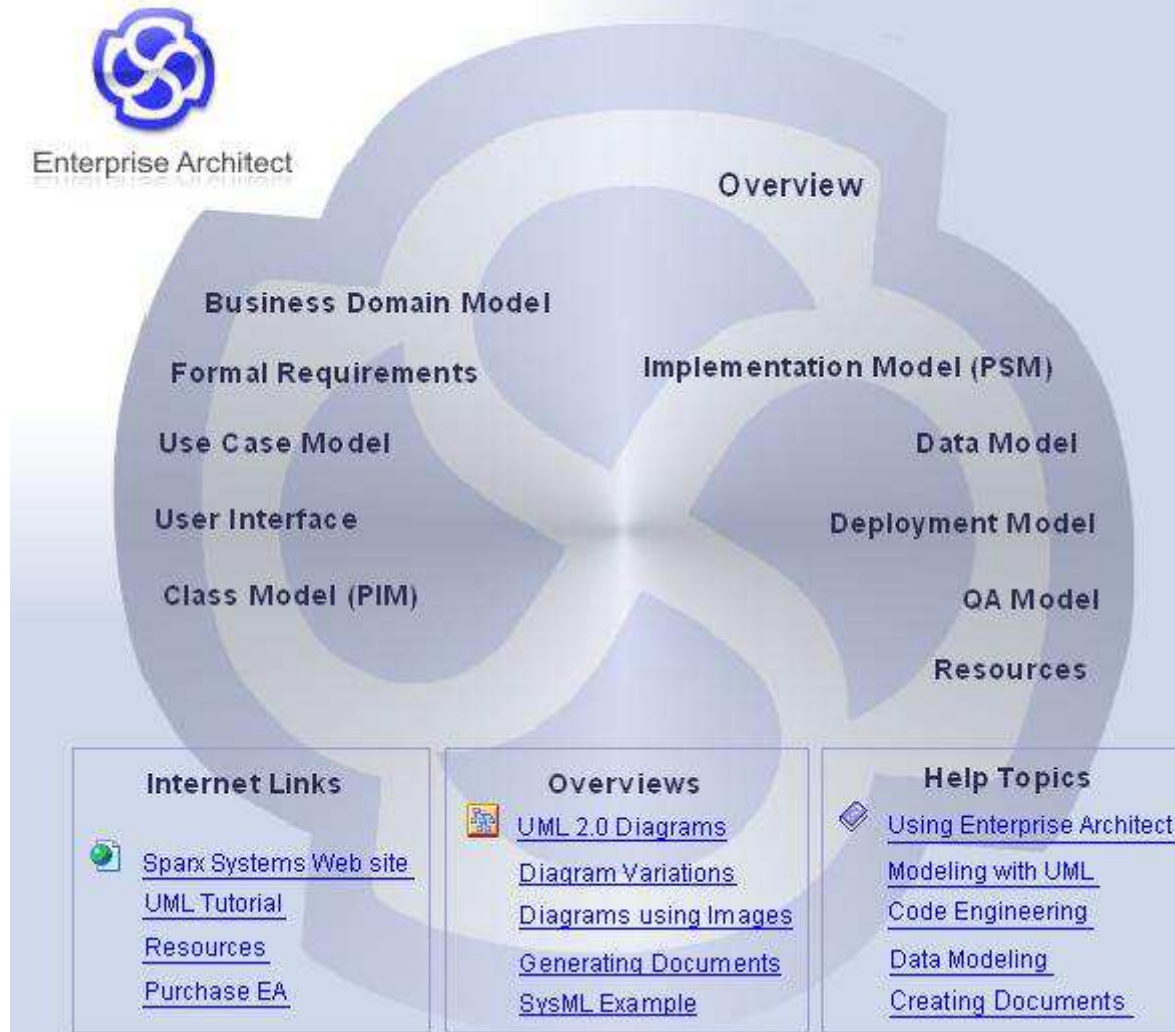 Enterprise Architect
Overview
Business Domain Model
Formal Requirements
Use Case Model
User Interface
Class Model (PIM)
Implementation Model (PSM)
Data Model
Deployment Model
QA Model
Resources
Internet Links
Sparx Systems Web site
UML Tutorial
Resources
Purchase EA
Overviews
UML 2.0 Diagrams
Diagram Variations
Diagrams using Images
Generating Documents
SysML Example
Help Topics
Using Enterprise Architect
Modeling with UML
Code Engineering
Data Modeling
Creating Documents